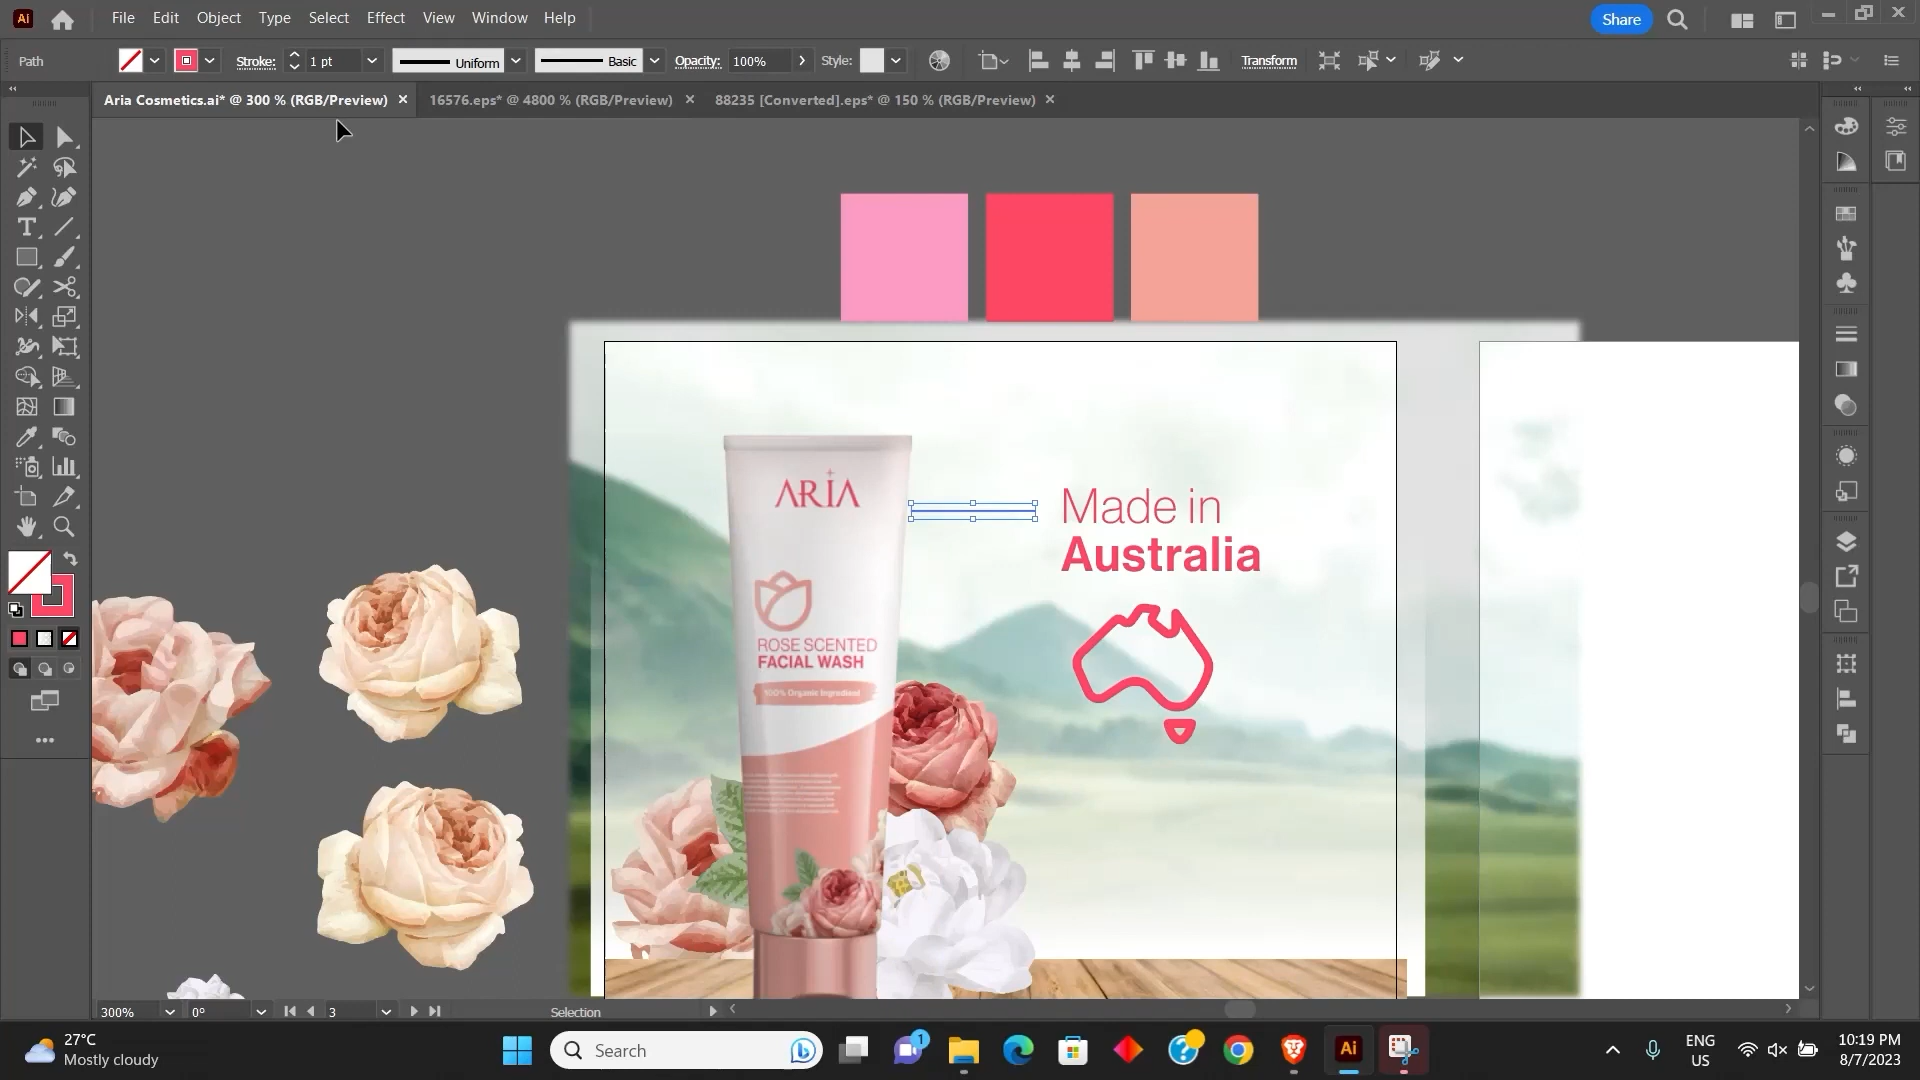 Ai File Edit Object Type Select Effect View Window Help Share
Path Stroke: 1 pt Uniform Basic Opacity: 100% Style: Transform
Aria Cosmetics.ai* @ 300 % (RGB/Preview) × 16576.eps* @ 4800 % (RGB/Preview) × 88235 [Converted].eps* @ 150 % (RGB/Preview) ×
ARIA
Made in
Australia
ROSE SCENTED
FACIAL WASH
100% Organic Ingredient
300% 0° 3 Selection
27°C
Mostly cloudy
Search
1
Ai
ENG
US
10:19 PM
8/7/2023